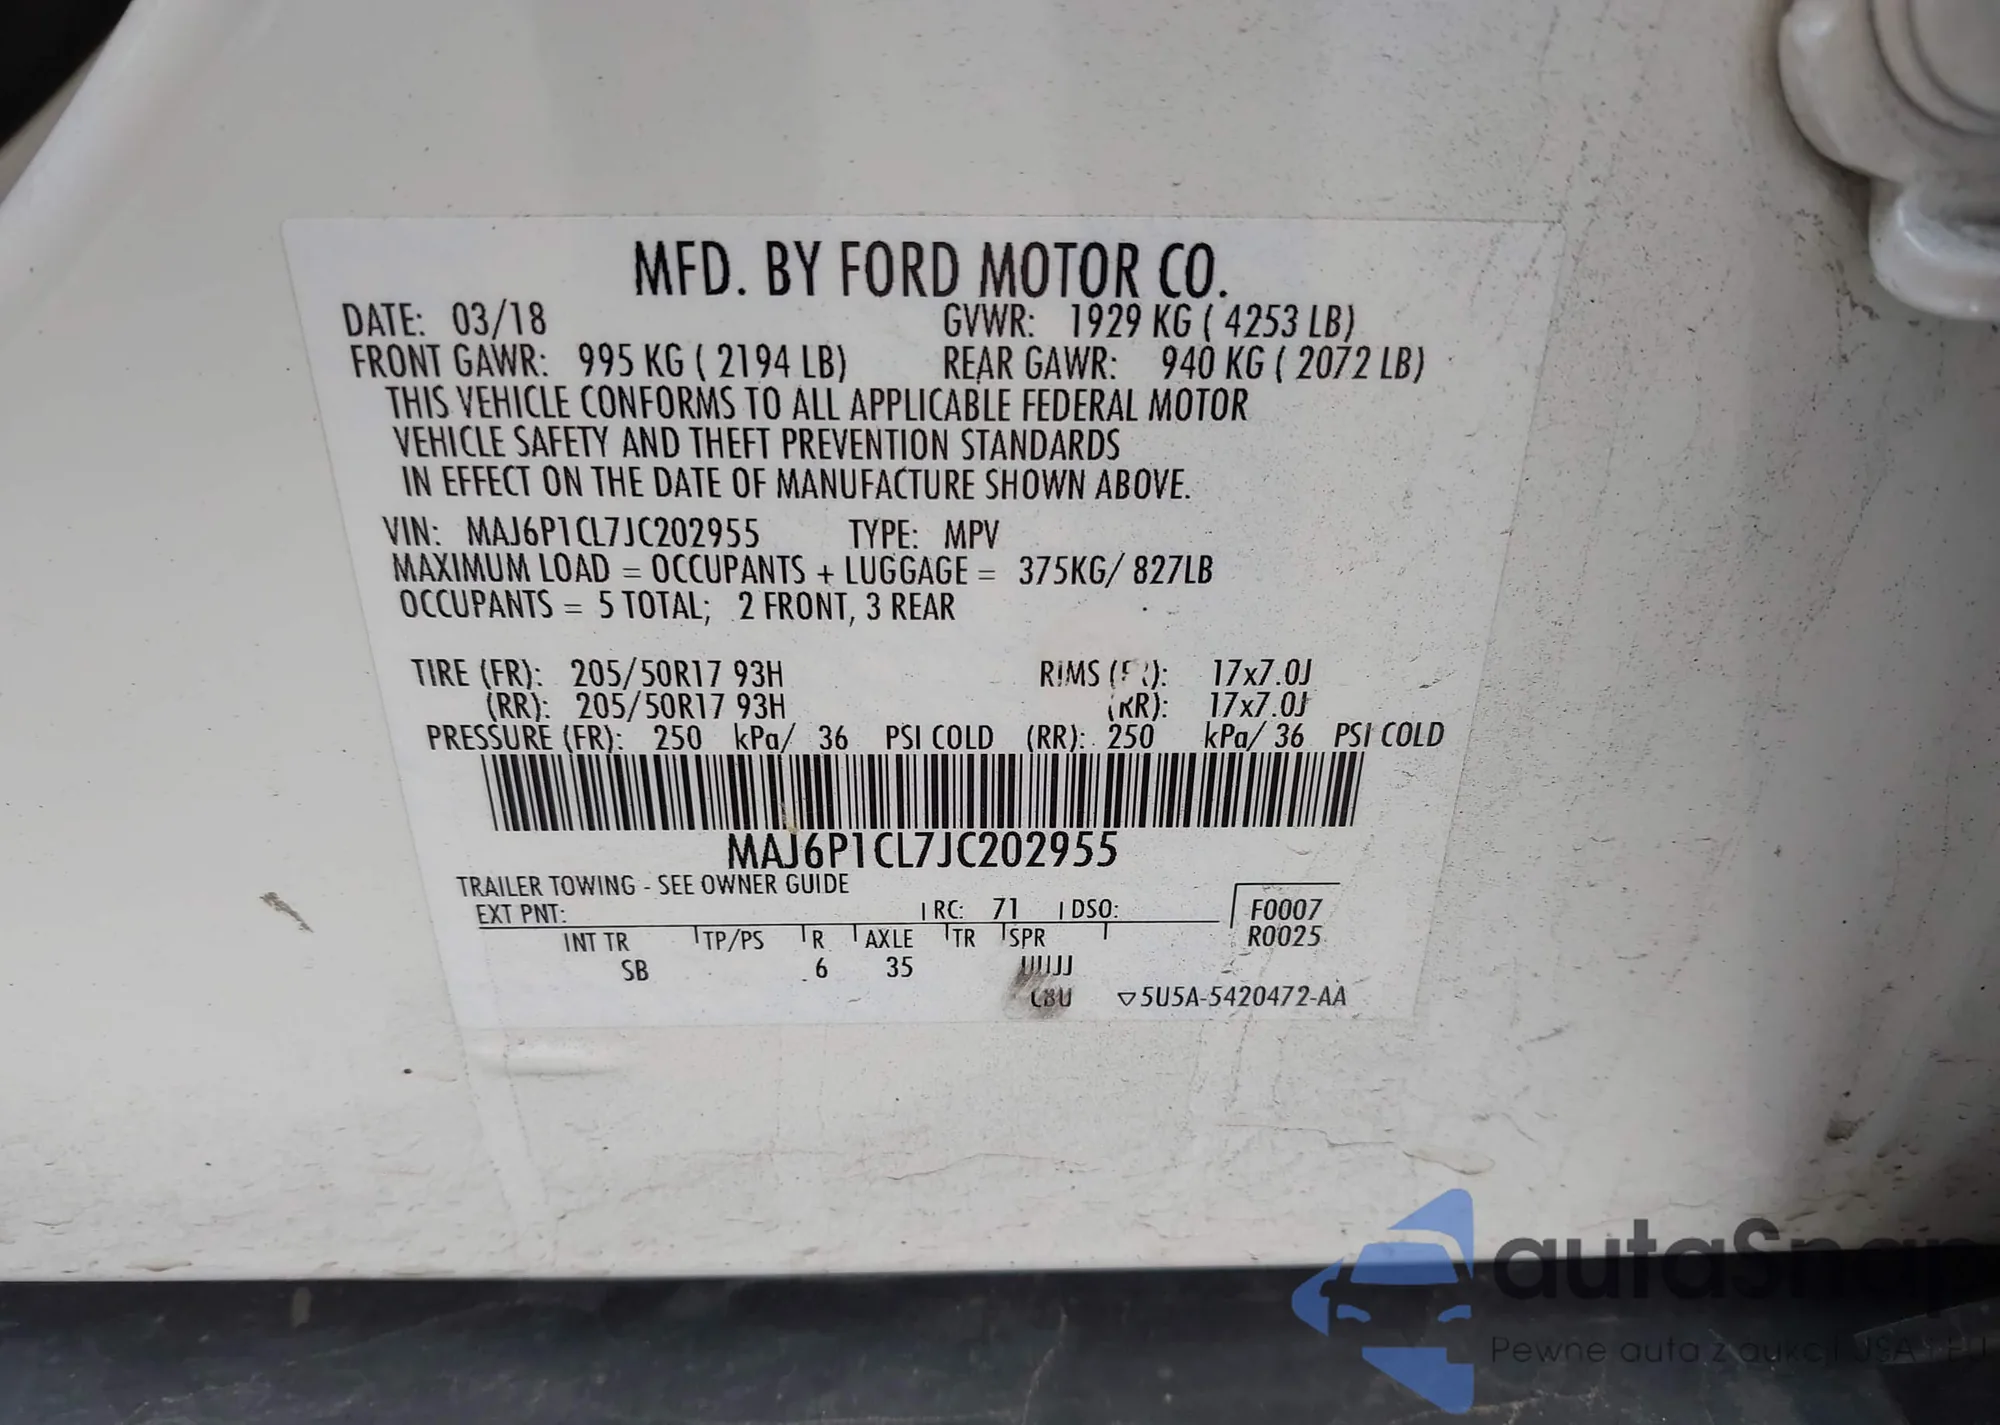 MFD. BY FORD MOTOR CO.
DATE: 03/18 GVWR: 1929 KG ( 4253 LB)
FRONT GAWR: 995 KG ( 2194 LB) REAR GAWR: 940 KG ( 2072 LB)
THIS VEHICLE CONFORMS TO ALL APPLICABLE FEDERAL MOTOR
VEHICLE SAFETY AND THEFT PREVENTION STANDARDS
IN EFFECT ON THE DATE OF MANUFACTURE SHOWN ABOVE.
VIN: MAJ6P1CL7JC202955 TYPE: MPV
MAXIMUM LOAD = OCCUPANTS + LUGGAGE = 375KG/ 827LB
OCCUPANTS = 5 TOTAL; 2 FRONT, 3 REAR
TIRE (FR): 205/50R17 93H RIMS 17x7.0J
(RR): 205/50R17 93H (RR): 17x7.0J
PRESSURE (FR): 250 kPa/ 36 PSI COLD (RR): 250 kPa/ 36 PSI COLD
MAJ6P1CL7JC202955
TRAILER TOWING - SEE OWNER GUIDE
EXT PNT: RC: 71 DSO: F0007
INT TR TP/PS R AXLE TR SPR R0025
SB 6 35 UUJJ
5U5A-5420472-AA
autaSnap
Pewne auta z aukcji USA